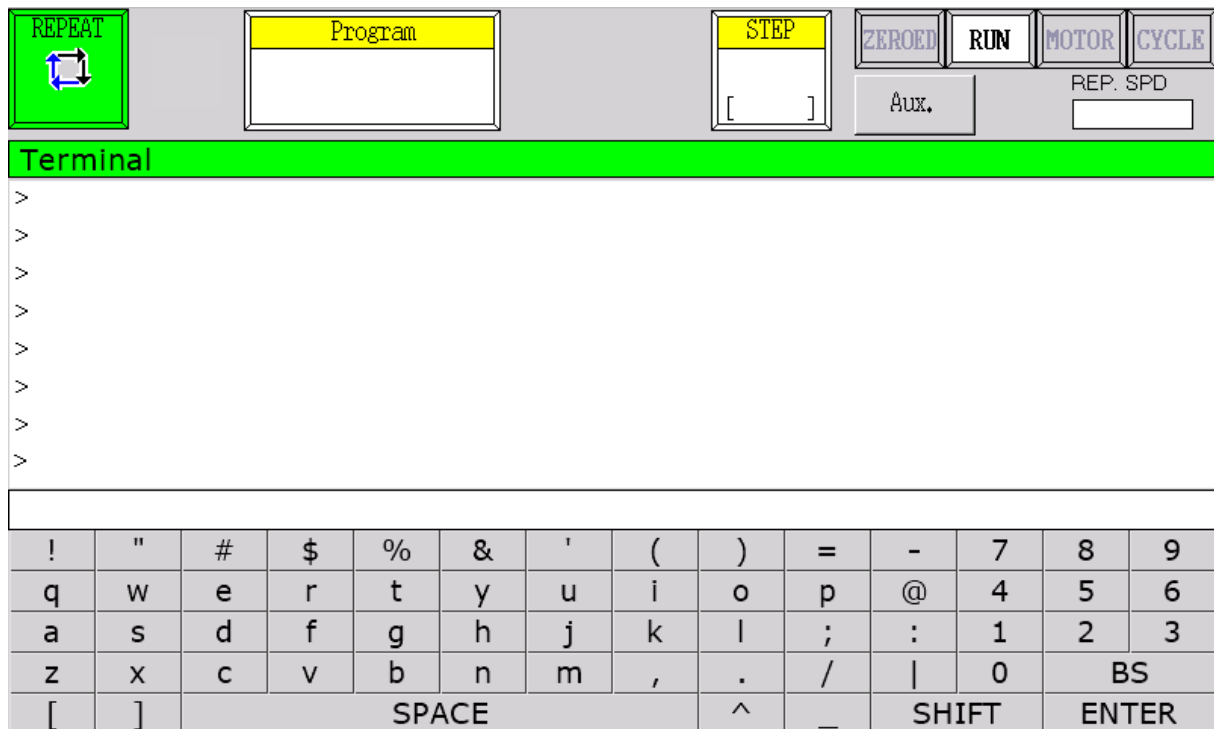 REPEAT
Program
STEP
[ ]
ZEROED RUN MOTOR CYCLE
Aux.
REP. SPD
Terminal
>
>
>
>
>
>
>
>
! " # $ % & ' ( ) = - 7 8 9
q w e r t y u i o p @ 4 5 6
a s d f g h j k l ; : 1 2 3
z x c v b n m , . / | 0 BS
[ ] SPACE ^ _ SHIFT ENTER